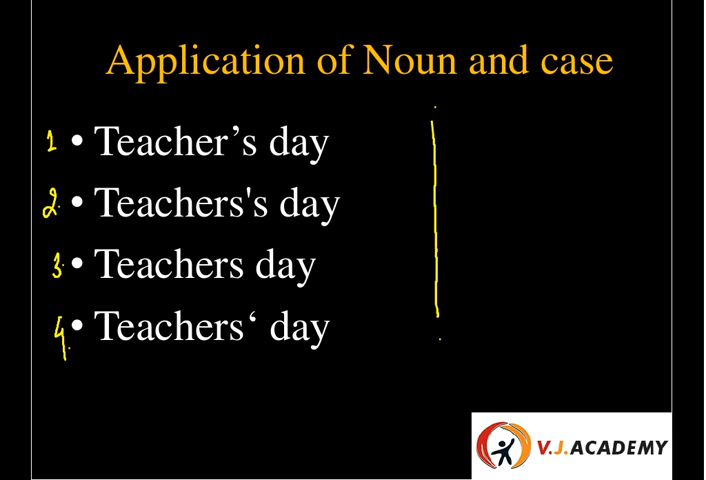 Application of Noun and case
1 • Teacher’s day
2. • Teachers's day
3. • Teachers day
4. • Teachers‘ day
V.J.ACADEMY